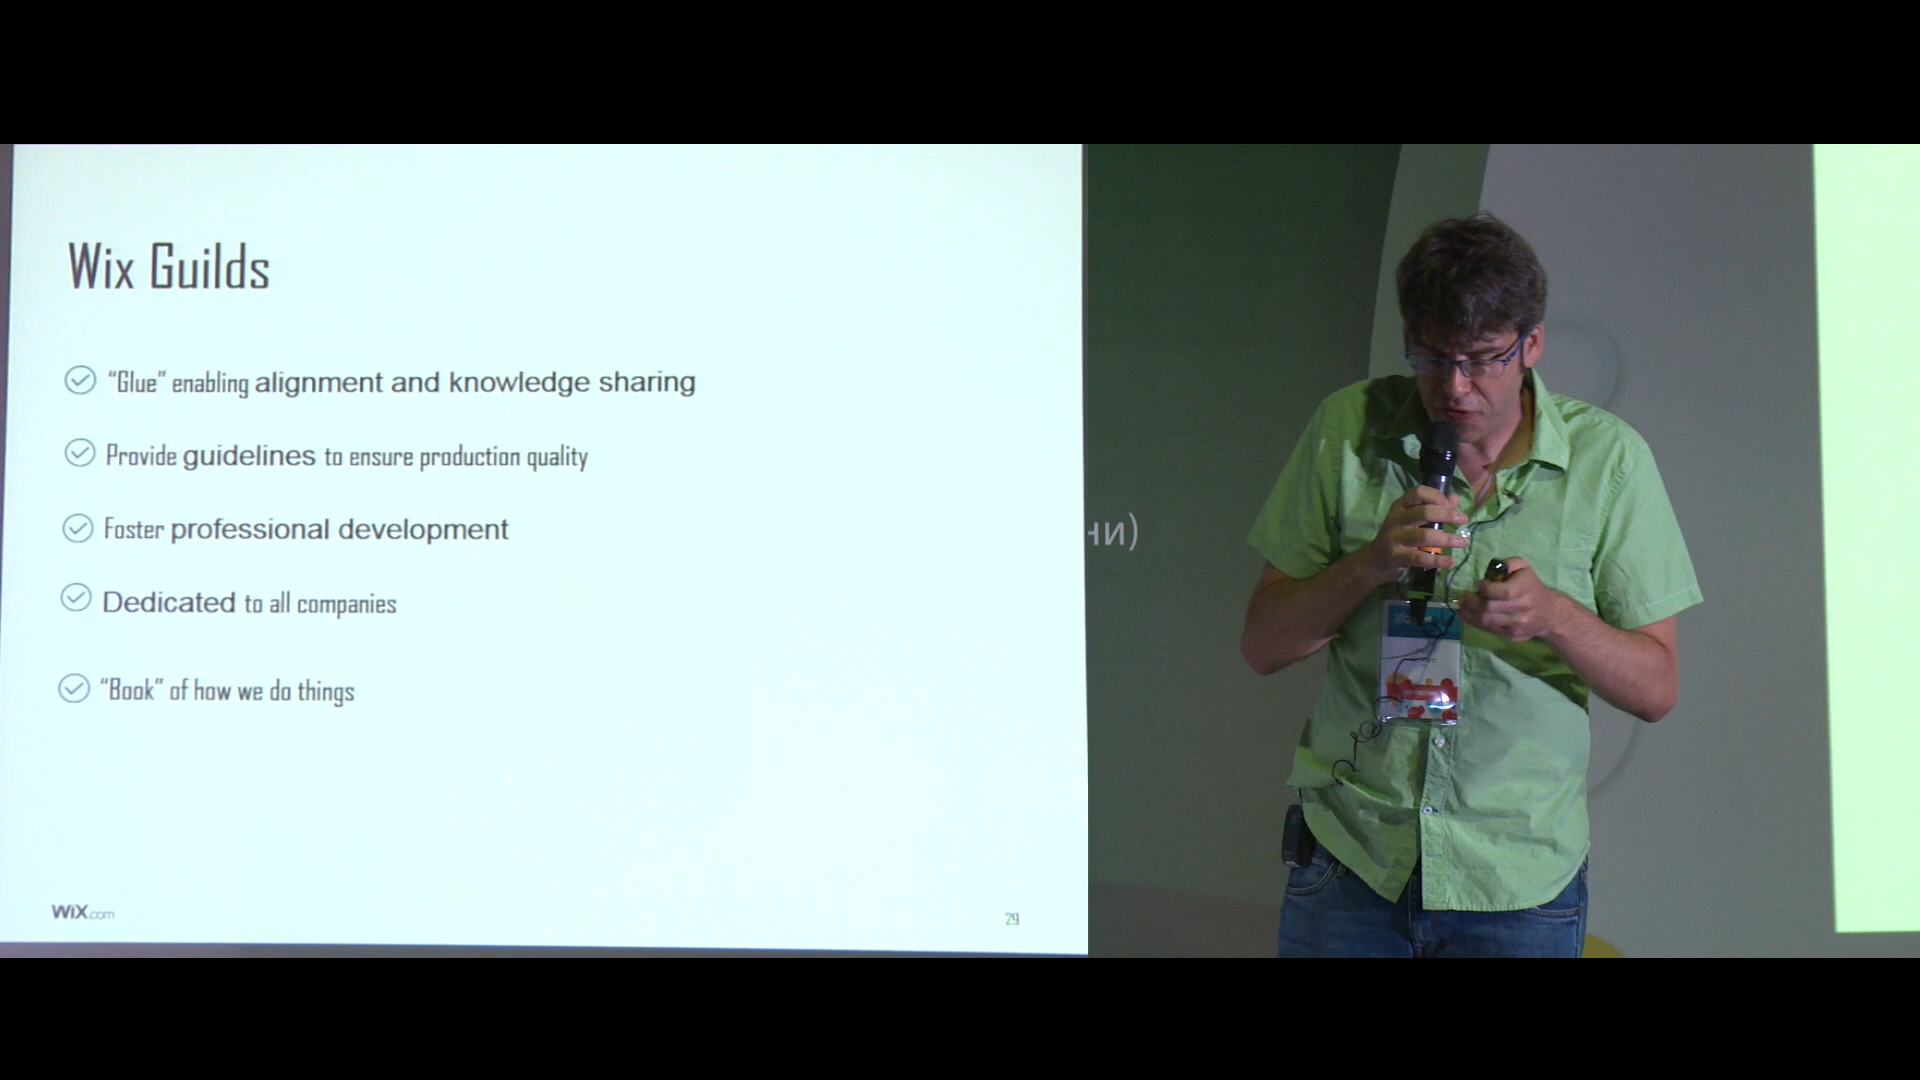 Wix Guilds
“Glue” enabling alignment and knowledge sharing
Provide guidelines to ensure production quality
Foster professional development
Dedicated to all companies
“Book” of how we do things
WiX.com
29
ни)